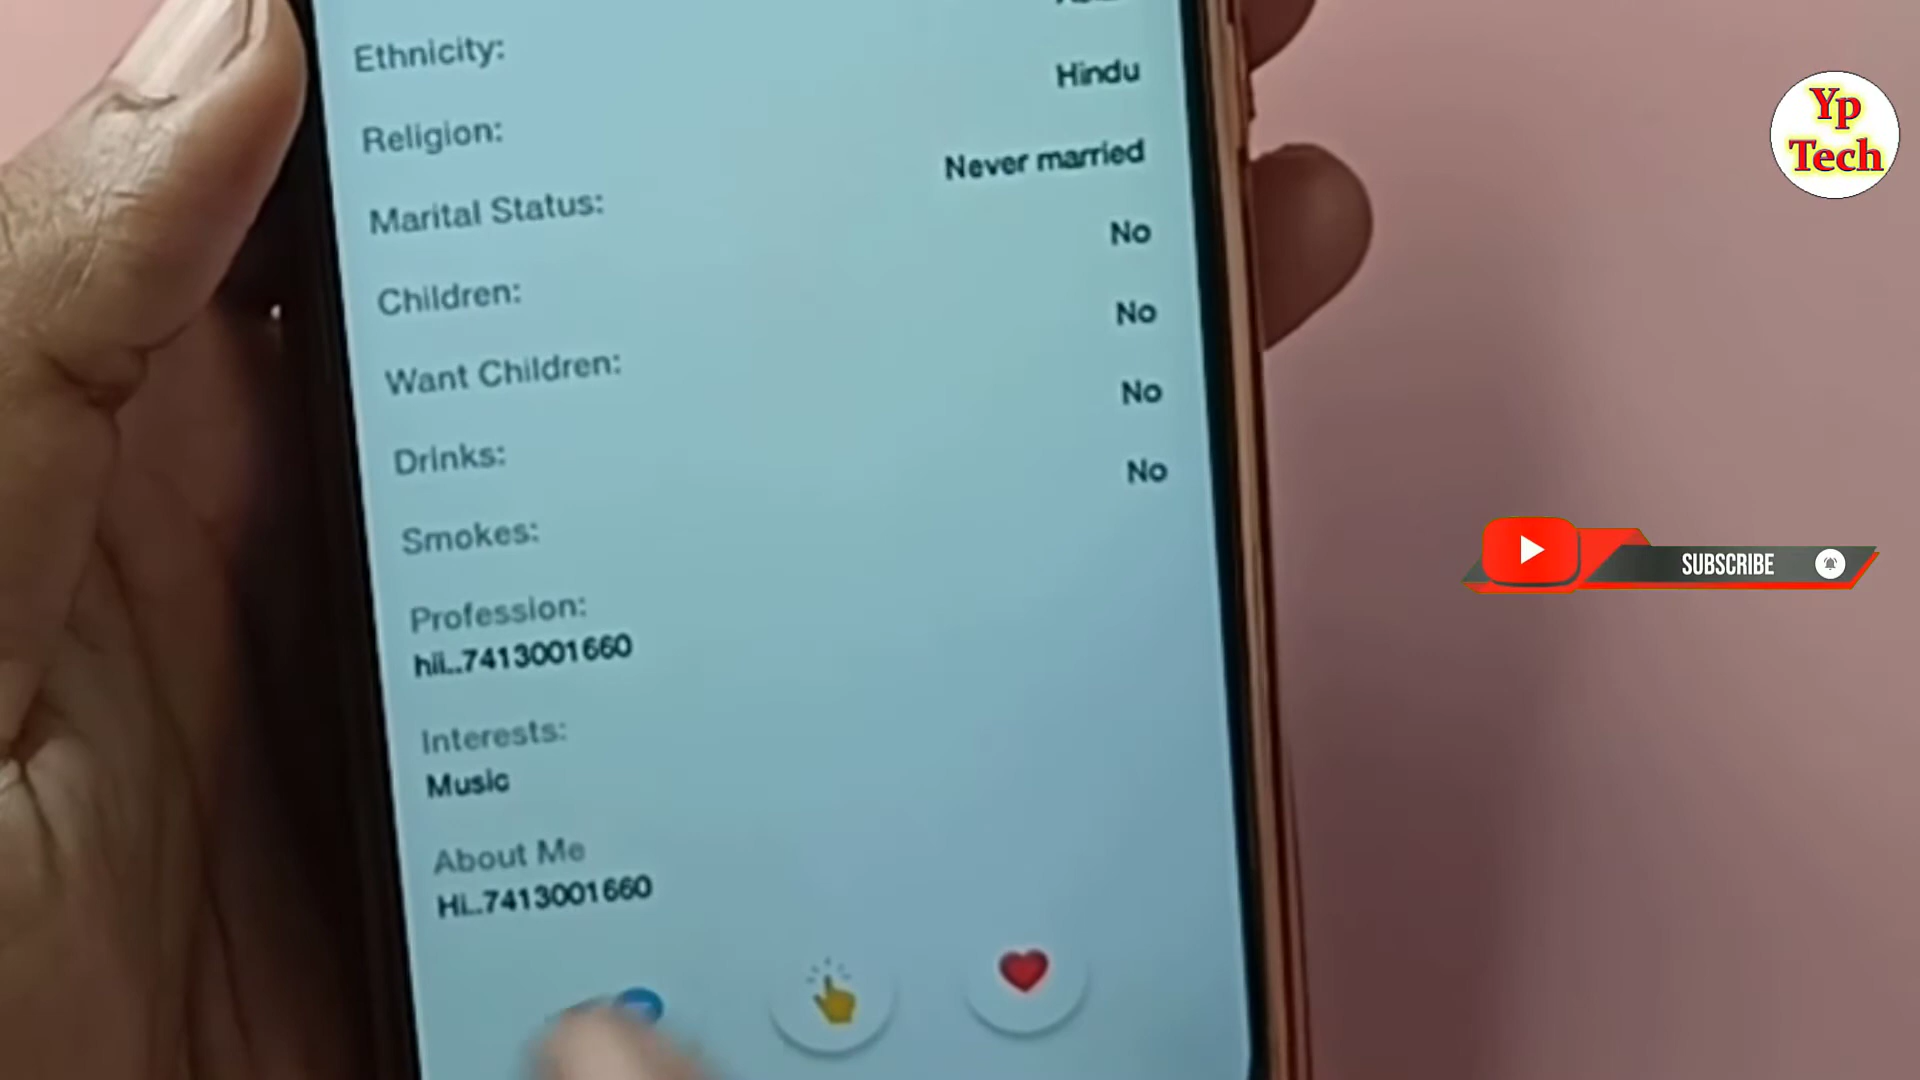 Ethnicity:
Hindu
Religion:
Never married
Marital Status:
No
Children:
No
Want Children:
No
Drinks:
No
Smokes:
Profession:
hii..7413001660
Interests:
Music
About Me
Hi..7413001660
Yp
Tech
SUBSCRIBE